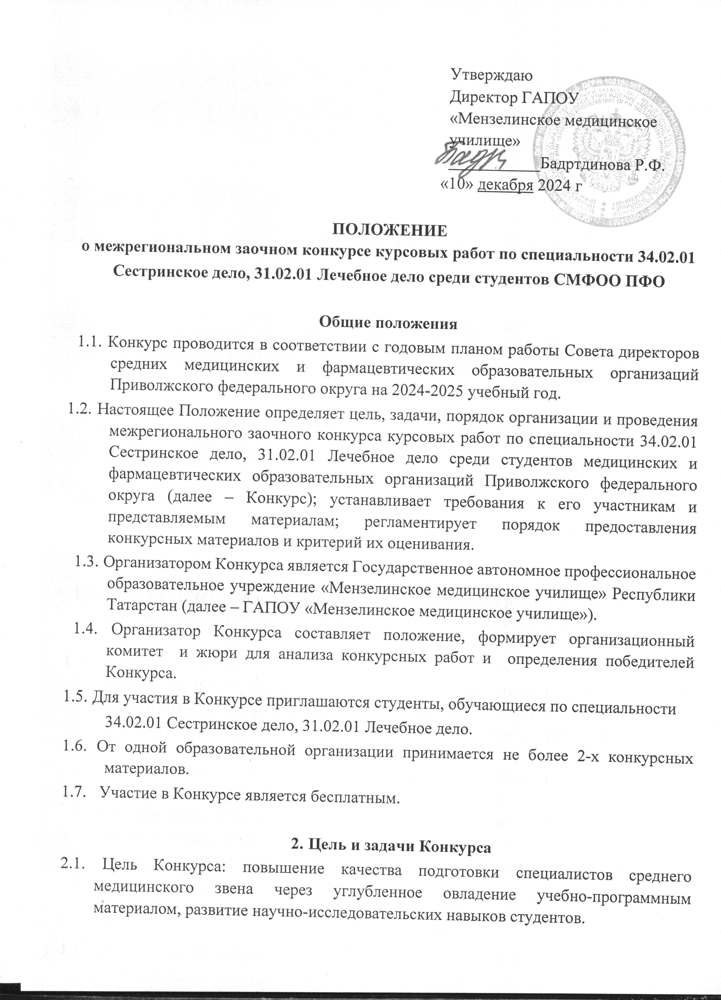 Утверждаю
Директор ГАПОУ
«Мензелинское медицинское
училище»
Бадртдинова Р.Ф.
«10» декабря 2024 г
ПОЛОЖЕНИЕ
о межрегиональном заочном конкурсе курсовых работ по специальности 34.02.01
Сестринское дело, 31.02.01 Лечебное дело среди студентов СМФОО ПФО
Общие положения
1.1. Конкурс проводится в соответствии с годовым планом работы Совета директоров
средних медицинских и фармацевтических образовательных организаций
Приволжского федерального округа на 2024-2025 учебный год.
1.2. Настоящее Положение определяет цель, задачи, порядок организации и проведения
межрегионального заочного конкурса курсовых работ по специальности 34.02.01
Сестринское дело, 31.02.01 Лечебное дело среди студентов медицинских и
фармацевтических образовательных организаций Приволжского федерального
округа (далее – Конкурс); устанавливает требования к его участникам и
представляемым материалам; регламентирует порядок предоставления
конкурсных материалов и критерий их оценивания.
1.3. Организатором Конкурса является Государственное автономное профессиональное
образовательное учреждение «Мензелинское медицинское училище» Республики
Татарстан (далее – ГАПОУ «Мензелинское медицинское училище»).
1.4. Организатор Конкурса составляет положение, формирует организационный
комитет и жюри для анализа конкурсных работ и определения победителей
Конкурса.
1.5. Для участия в Конкурсе приглашаются студенты, обучающиеся по специальности
34.02.01 Сестринское дело, 31.02.01 Лечебное дело.
1.6. От одной образовательной организации принимается не более 2-х конкурсных
материалов.
1.7. Участие в Конкурсе является бесплатным.
2. Цель и задачи Конкурса
2.1. Цель Конкурса: повышение качества подготовки специалистов среднего
медицинского звена через углубленное овладение учебно-программным
материалом, развитие научно-исследовательских навыков студентов.